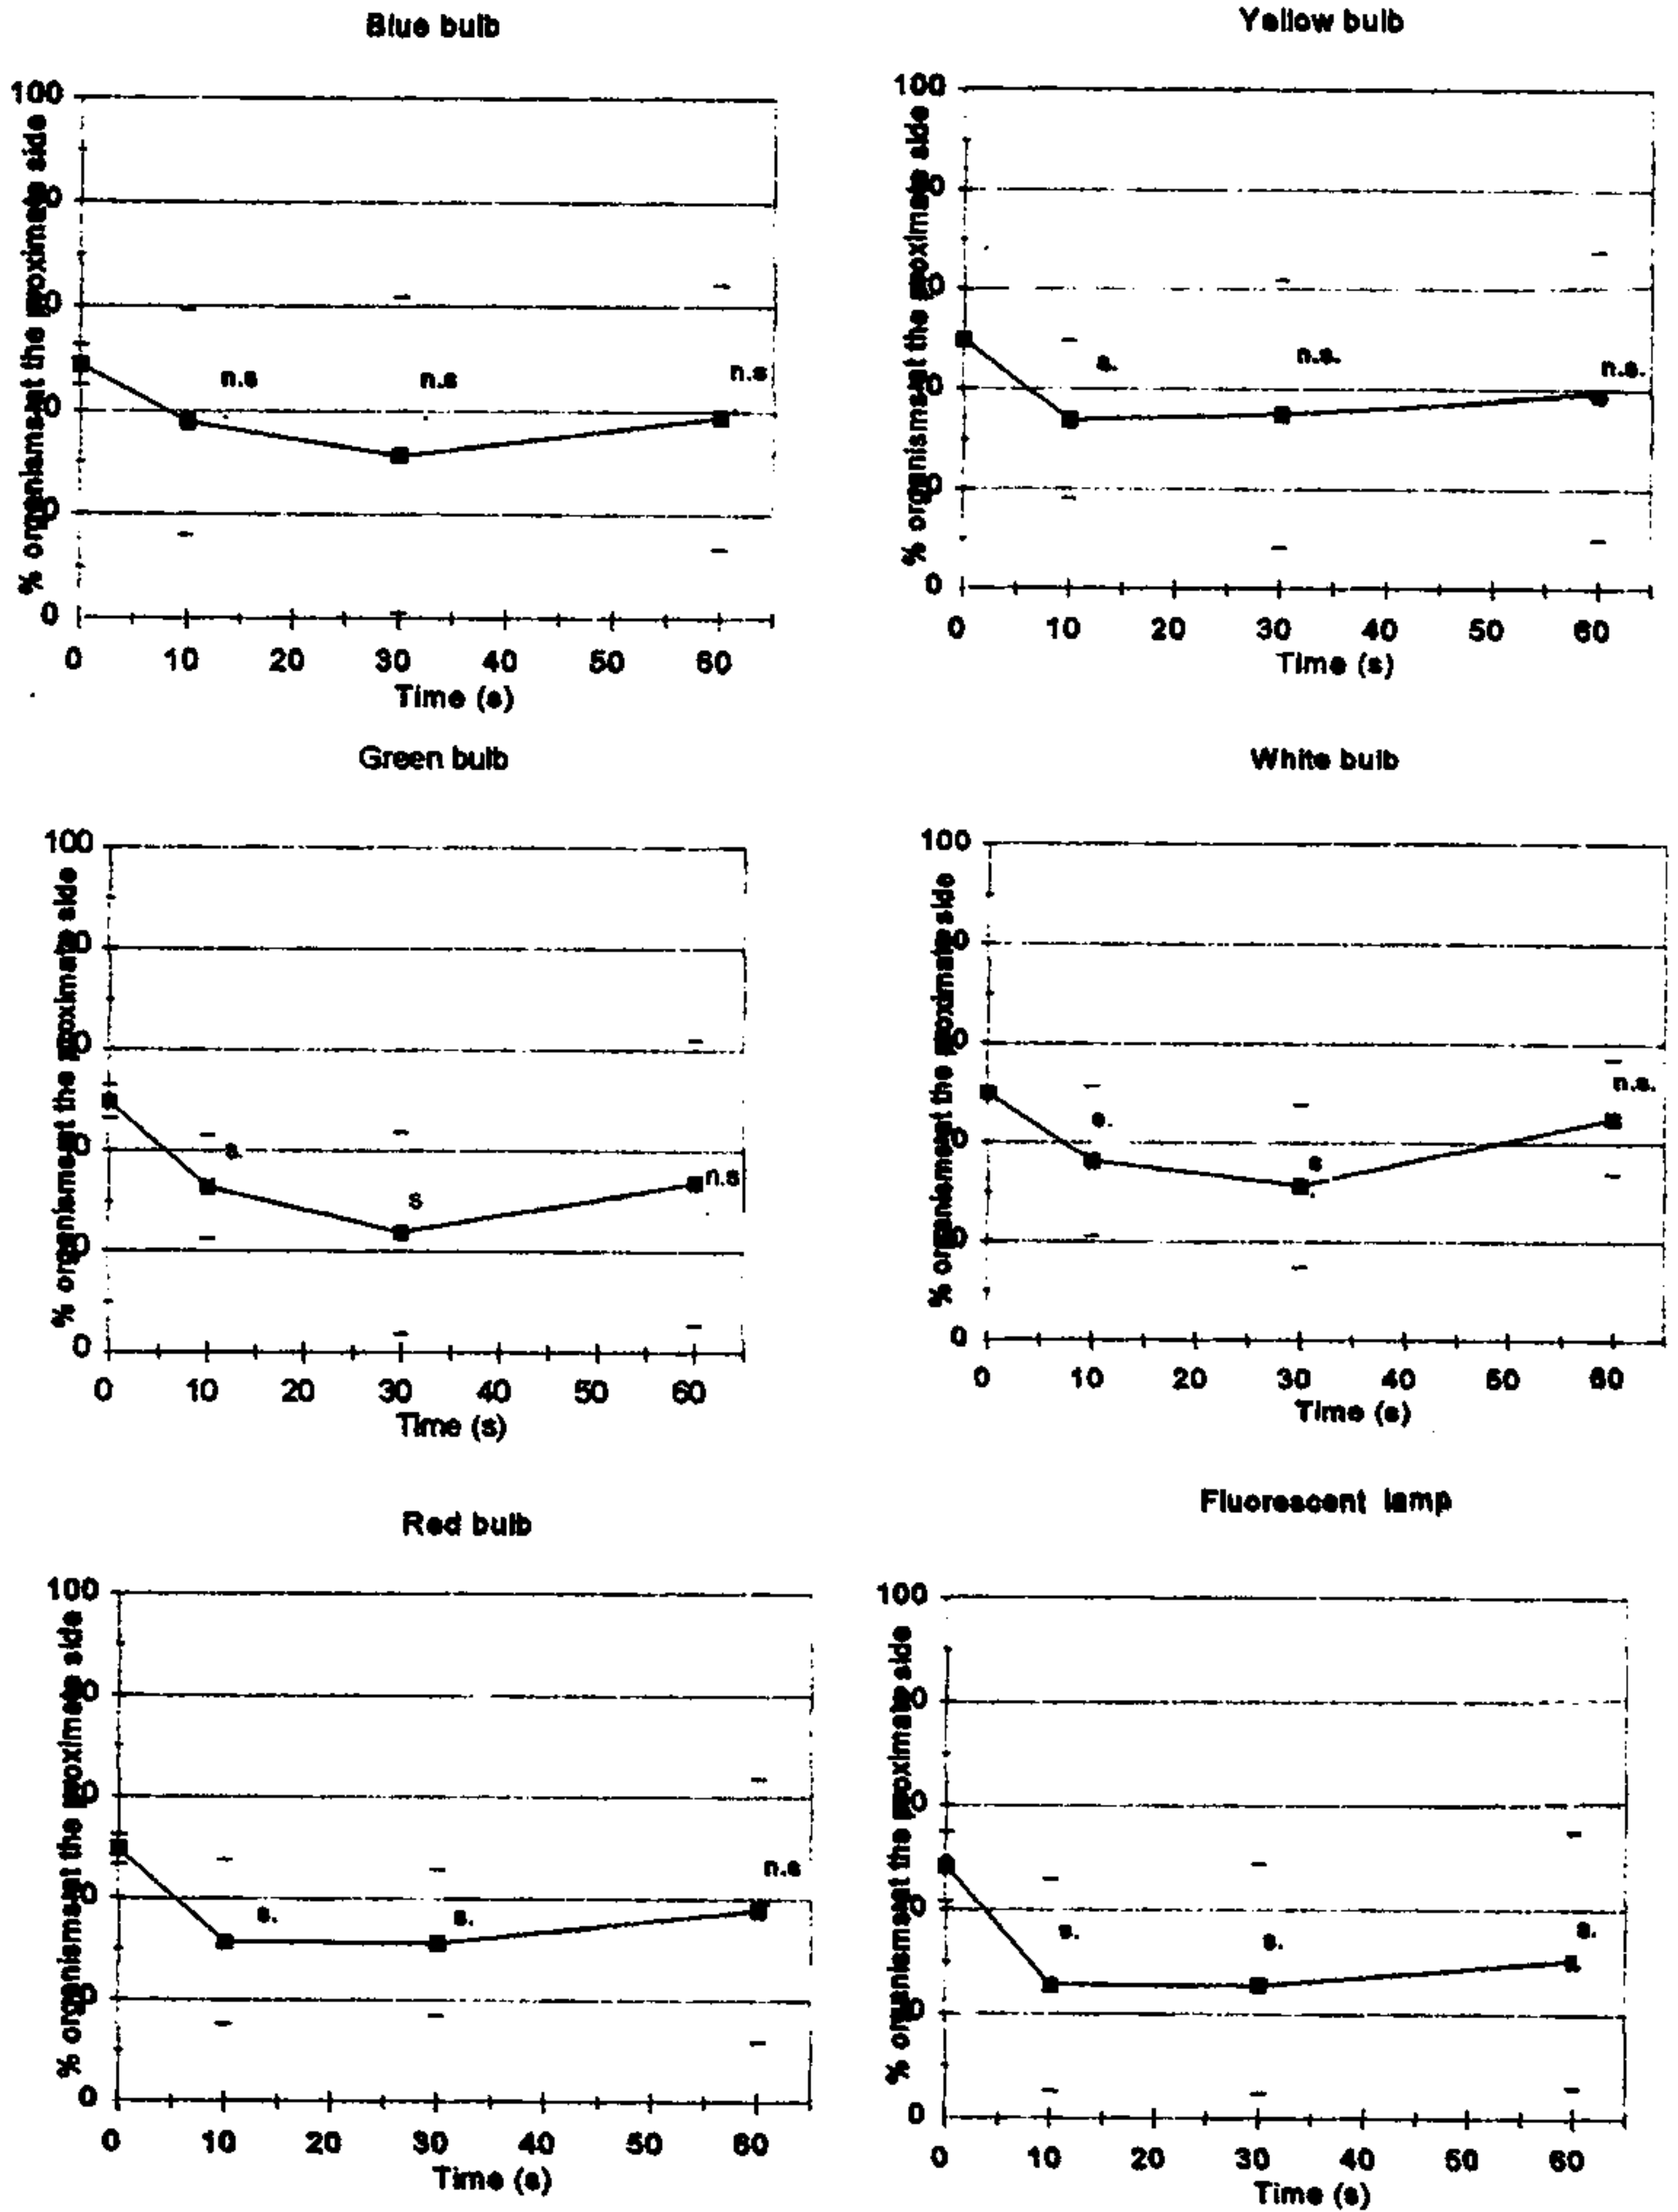 Blue bulb
100
% organisms at the proximate side
0
0 10 20 30 40 50 60
Time (s)
n.s n.s n.s
Yellow bulb
100
% organisms at the proximate side
0
0 10 20 30 40 50 60
Time (s)
s. n.s. n.s.
Green bulb
100
% organisms at the proximate side
0
0 10 20 30 40 50 60
Time (s)
s. s n.s
White bulb
100
% organisms at the proximate side
0
0 10 20 30 40 50 60
Time (s)
s. s. n.s.
Red bulb
100
% organisms at the proximate side
0
0 10 20 30 40 50 60
Time (s)
s. s. n.s
Fluorescent lamp
100
% organisms at the proximate side
0
0 10 20 30 40 50 60
Time (s)
s. s. s.